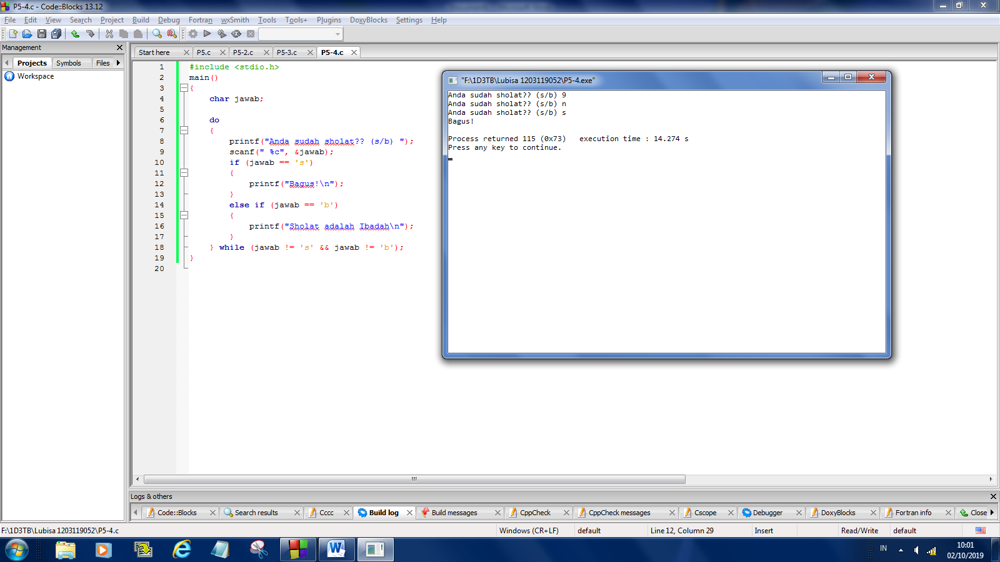 P5-4.c - Code::Blocks 13.12
File Edit View Search Project Build Debug Fortran wxSmith Tools Tools+ Plugins DoxyBlocks Settings Help
Management
Projects Symbols Files
Workspace
Start here P5.c P5-2.c P5-3.c P5-4.c
1 #include <stdio.h>
2 main()
3 {
4 char jawab;
5
6 do
7 {
8 printf("Anda sudah sholat?? (s/b) ");
9 scanf(" %c", &jawab);
10 if (jawab == 's')
11 {
12 printf("Bagus!\n");
13 }
14 else if (jawab == 'b')
15 {
16 printf("Sholat adalah Ibadah\n");
17 }
18 } while (jawab != 's' && jawab != 'b');
19 }
20
"F:\1D3TB\Lubisa 1203119052\P5-4.exe"
Anda sudah sholat?? (s/b) 9
Anda sudah sholat?? (s/b) n
Anda sudah sholat?? (s/b) s
Bagus!
Process returned 115 (0x73) execution time : 14.274 s
Press any key to continue.
Logs & others
Code::Blocks Search results Cccc Build log Build messages CppCheck CppCheck messages Cscope Debugger DoxyBlocks Fortran info Close
F:\1D3TB\Lubisa 1203119052\P5-4.c Windows (CR+LF) default Line 12, Column 29 Insert Read/Write default
IN
10:01
02/10/2019